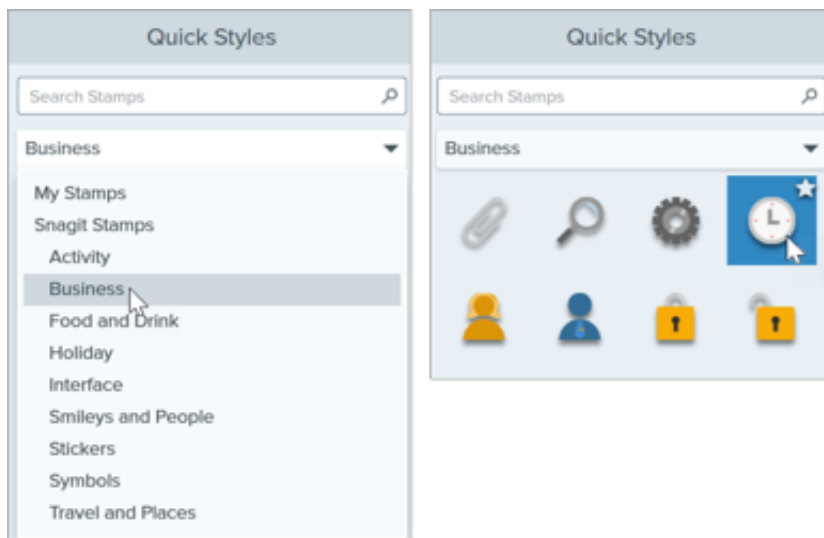 Quick Styles
Search Stamps
Business
My Stamps
Snagit Stamps
Activity
Business
Food and Drink
Holiday
Interface
Smileys and People
Stickers
Symbols
Travel and Places
Quick Styles
Search Stamps
Business